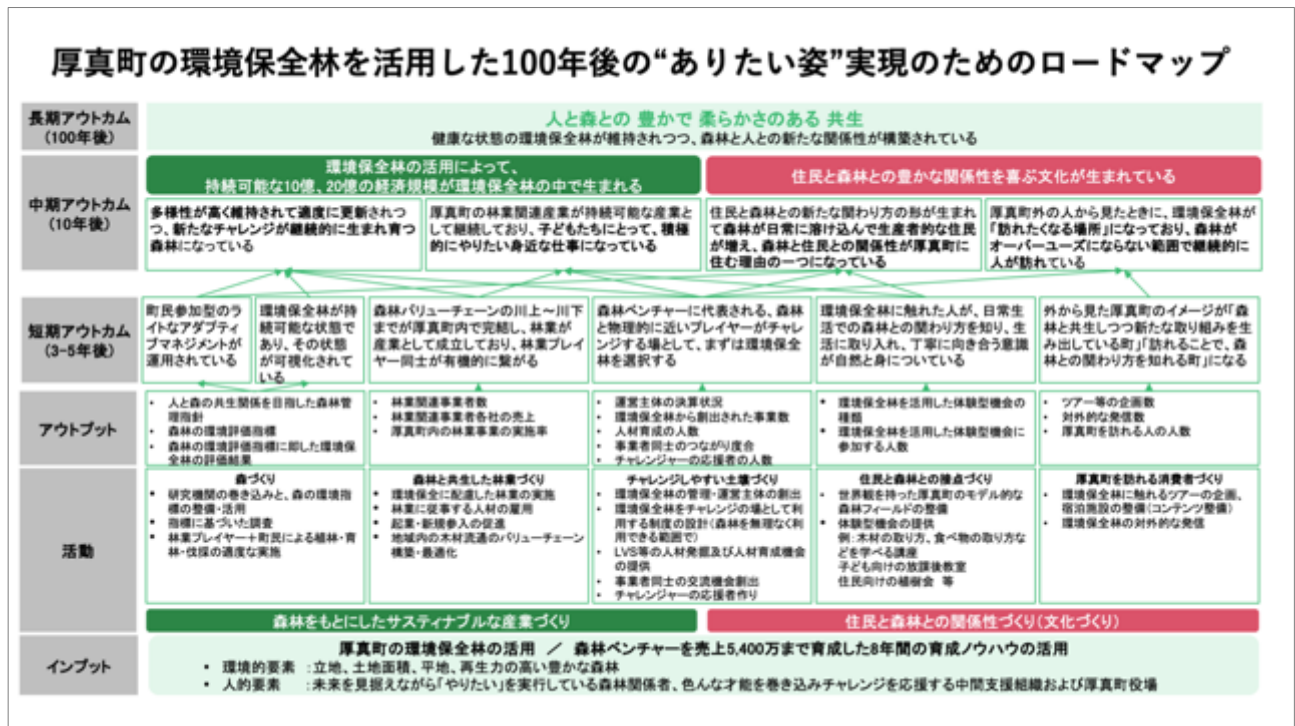 厚真町の環境保全林を活用した100年後の“ありたい姿”実現のためのロードマップ
長期アウトカム
(100年後)
人と森との 豊かで 柔らかさのある 共生
健康な状態の環境保全林が維持されつつ、森林と人との新たな関係性が構築されている
中期アウトカム
(10年後)
環境保全林の活用によって、
持続可能な10億、20億の経済規模が環境保全林の中で生まれる
住民と森林との豊かな関係性を喜ぶ文化が生まれている
多様性が高く維持されて適度に更新されつ
つ、新たなチャレンジが継続的に生まれ育つ
森林になっている
厚真町の林業関連産業が持続可能な産業と
して継続しており、子どもたちにとって、積極
的にやりたい身近な仕事になっている
住民と森林との新たな関わり方の形が生まれ
て森林が日常に溶け込んで生産者的な住民
が増え、森林と住民との関係性が厚真町に
住む理由の一つになっている
厚真町外の人から見たときに、環境保全林が
「訪れたくなる場所」になっており、森林が
オーバーユーズにならない範囲で継続的に
人が訪れている
短期アウトカム
(3-5年後)
町民参加型のラ
イトなアダプティ
ブマネジメントが
運用されている
環境保全林が持
続可能な状態で
あり、その状態
が可視化されて
いる
森林バリューチェーンの川上~川下
までが厚真町内で完結し、林業が
産業として成立しており、林業プレイ
ヤー同士が有機的に繋がる
森林ベンチャーに代表される、森林
と物理的に近いプレイヤーがチャレ
ンジする場として、まずは環境保全
林を選択する
環境保全林に触れた人が、日常生
活での森林との関わり方を知り、生
活に取り入れ、丁寧に向き合う意識
が自然と身についている
外から見た厚真町のイメージが「森
林と共生しつつ新たな取り組みを生
み出している町」「訪れることで、森
林との関わり方を知れる町」になる
アウトプット
• 人と森の共生関係を目指した森林管
理指針
• 森林の環境評価指標
• 森林の環境評価指標に即した環境保
全林の評価結果
• 林業関連事業者数
• 林業関連事業者各社の売上
• 厚真町内の林業事業の実施率
• 運営主体の決算状況
• 環境保全林から創出された事業数
• 人材育成の人数
• 事業者同士のつながり度合
• チャレンジャーの応援者の人数
• 環境保全林を活用した体験型機会の
種類
• 環境保全林を活用した体験型機会に
参加する人数
• ツアー等の企画数
• 対外的な発信数
• 厚真町を訪れる人の人数
活動
森づくり
• 研究機関の巻き込みと、森の環境指
標の整備・活用
• 指標に基づいた調査
• 林業プレイヤー+町民による植林・育
林・伐採の適度な実施
森林と共生した林業づくり
• 環境保全に配慮した林業の実施
• 林業に従事する人材の雇用
• 起業・新規参入の促進
• 地域内の木材流通のバリューチェーン
構築・最適化
チャレンジしやすい土壌づくり
• 環境保全林の管理・運営主体の創出
• 環境保全林をチャレンジの場として利
用する制度の設計(森林を無理なく利
用できる範囲で)
• LVS等の人材発掘及び人材育成機会
の提供
• 事業者同士の交流機会創出
• チャレンジャーの応援者作り
住民と森林との接点づくり
• 世界観を持った厚真町のモデル的な
森林フィールドの整備
• 体験型機会の提供
例:木材の取り方、食べ物の取り方な
どを学べる講座
子ども向けの放課後教室
住民向けの植樹会 等
厚真町を訪れる消費者づくり
• 環境保全林に触れるツアーの企画、
宿泊施設の整備(コンテンツ整備)
• 環境保全林の対外的な発信
森林をもとにしたサスティナブルな産業づくり
住民と森林との関係性づくり(文化づくり)
インプット
厚真町の環境保全林の活用 / 森林ベンチャーを売上5,400万まで育成した8年間の育成ノウハウの活用
• 環境的要素 :立地、土地面積、平地、再生力の高い豊かな森林
• 人的要素 :未来を見据えながら「やりたい」を実行している森林関係者、色んな才能を巻き込みチャレンジを応援する中間支援組織および厚真町役場